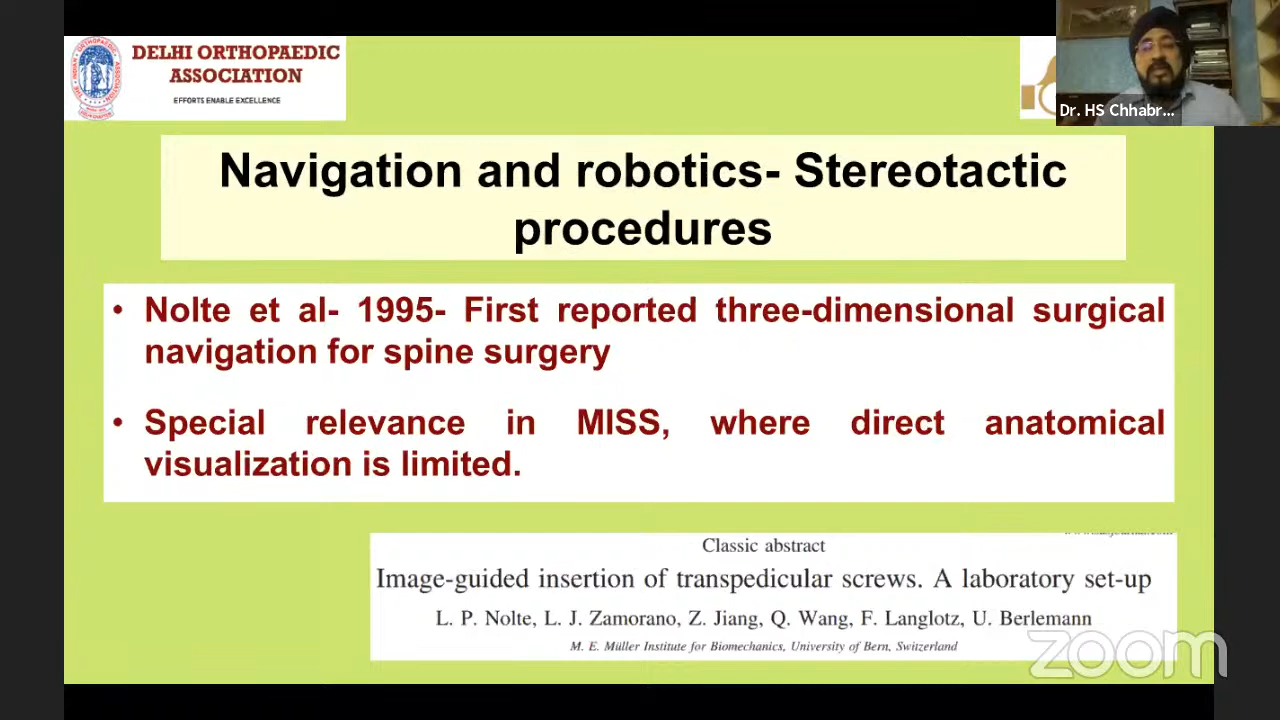 DELHI ORTHOPAEDIC
ASSOCIATION
EFFORTS ENABLE EXCELLENCE
Dr. HS Chhabr...
Navigation and robotics- Stereotactic
procedures
• Nolte et al- 1995- First reported three-dimensional surgical
navigation for spine surgery
• Special relevance in MISS, where direct anatomical
visualization is limited.
Classic abstract
Image-guided insertion of transpedicular screws. A laboratory set-up
L. P. Nolte, L. J. Zamorano, Z. Jiang, Q. Wang, F. Langlotz, U. Berlemann
M. E. Müller Institute for Biomechanics, University of Bern, Switzerland
zoom